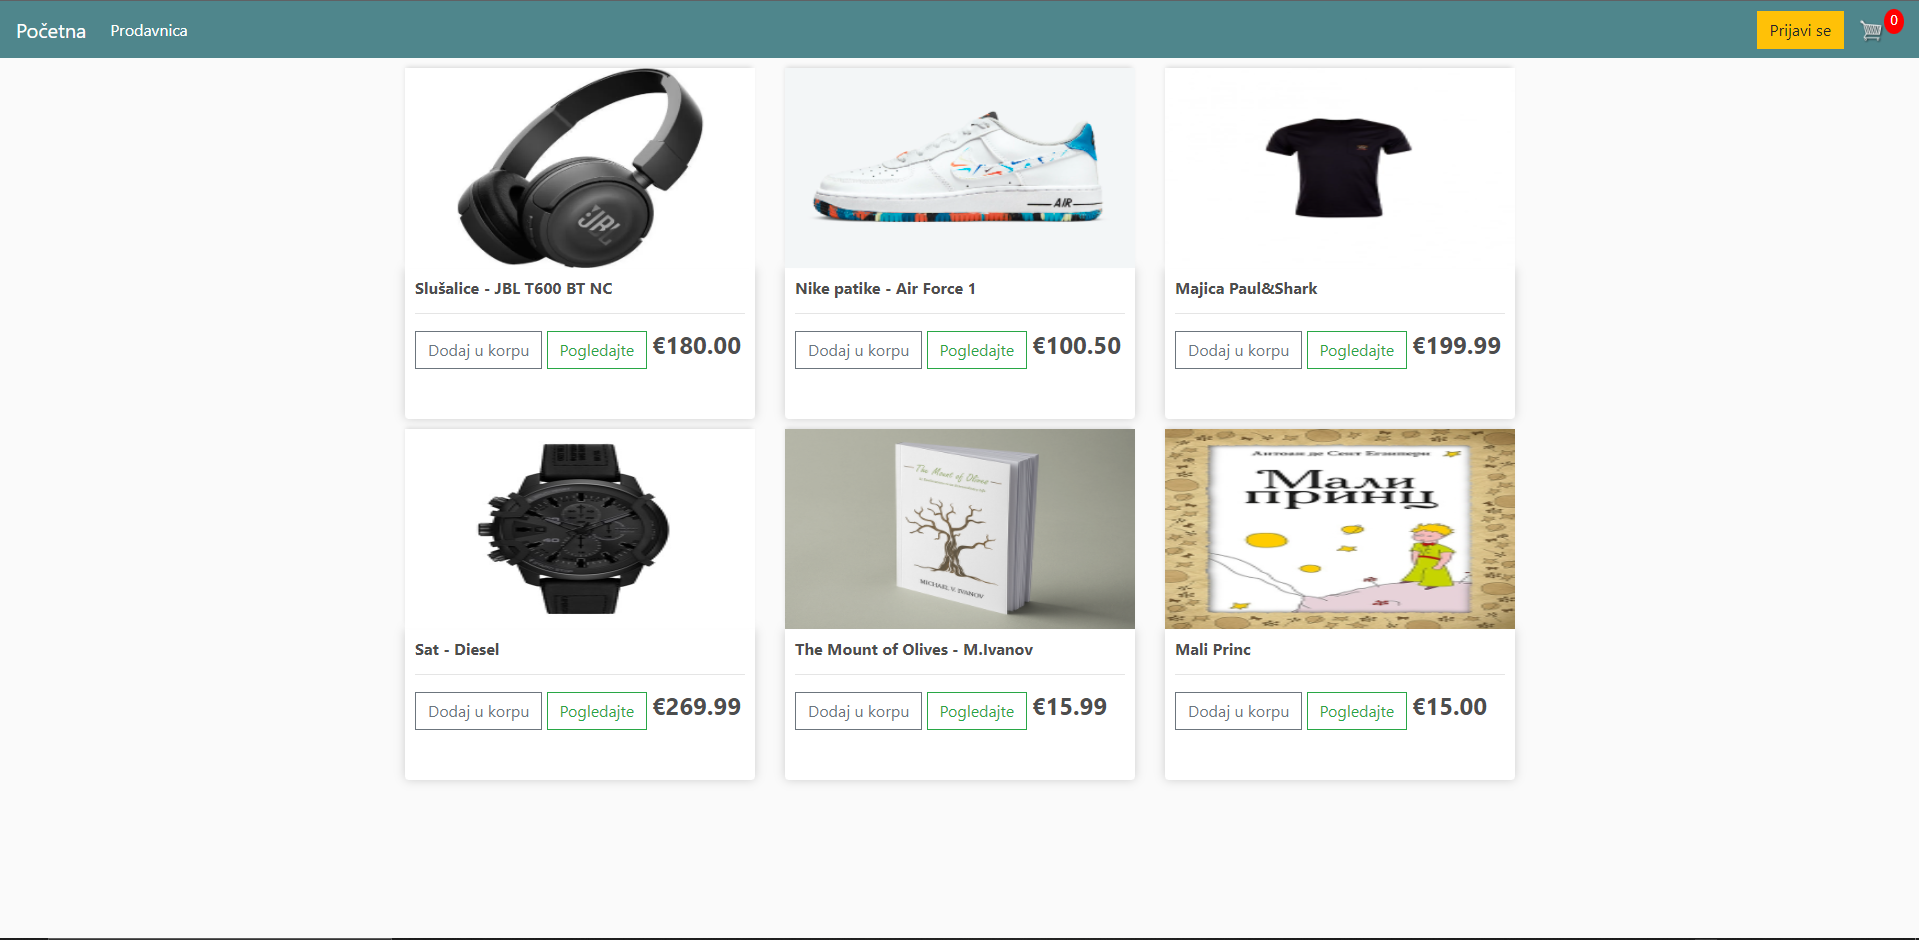 Početna Prodavnica Prijavi se 0
JBL
AIR
Slušalice - JBL T600 BT NC
Nike patike - Air Force 1
Majica Paul&Shark
Dodaj u korpu Pogledajte €180.00
Dodaj u korpu Pogledajte €100.50
Dodaj u korpu Pogledajte €199.99
The Mount of Olives
MICHAEL V. IVANOV
Антоан де Сент Егзипери
Мали
принц
Sat - Diesel
The Mount of Olives - M.Ivanov
Mali Princ
Dodaj u korpu Pogledajte €269.99
Dodaj u korpu Pogledajte €15.99
Dodaj u korpu Pogledajte €15.00